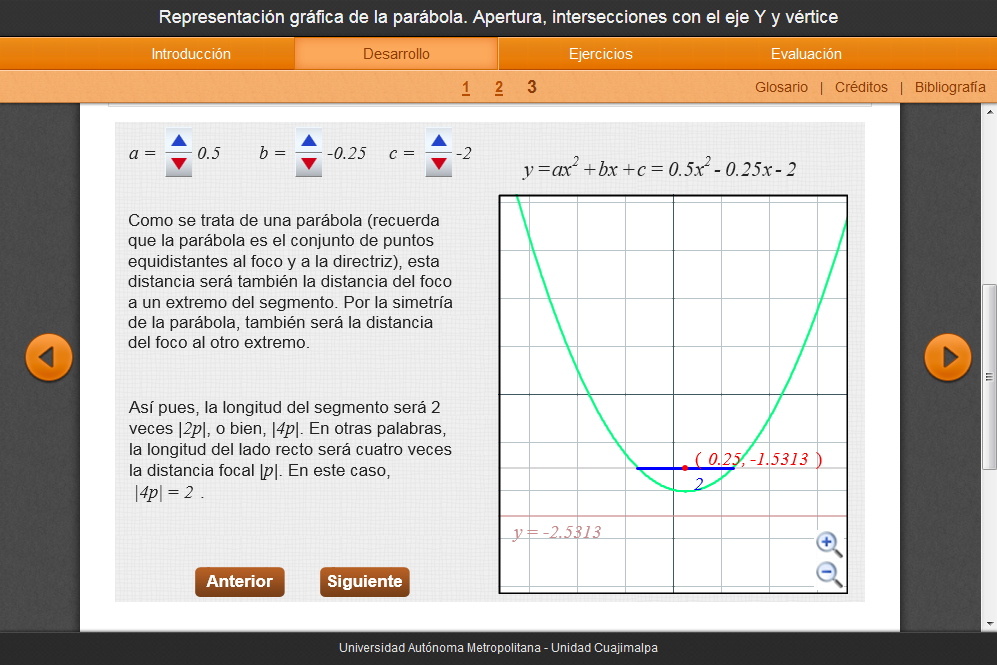 Representación gráfica de la parábola. Apertura, intersecciones con el eje Y y vértice
Introducción Desarrollo Ejercicios Evaluación
1 2 3
Glosario | Créditos | Bibliografía
a = 0.5 b = -0.25 c = -2
y = ax² + bx + c = 0.5x² - 0.25x - 2
Como se trata de una parábola (recuerda
que la parábola es el conjunto de puntos
equidistantes al foco y a la directriz), esta
distancia será también la distancia del foco
a un extremo del segmento. Por la simetría
de la parábola, también será la distancia
del foco al otro extremo.
Así pues, la longitud del segmento será 2
veces |2p|, o bien, |4p|. En otras palabras,
la longitud del lado recto será cuatro veces
la distancia focal |p|. En este caso,
|4p| = 2 .
( 0.25, -1.5313 )
2
y = -2.5313
Anterior Siguiente
Universidad Autónoma Metropolitana - Unidad Cuajimalpa